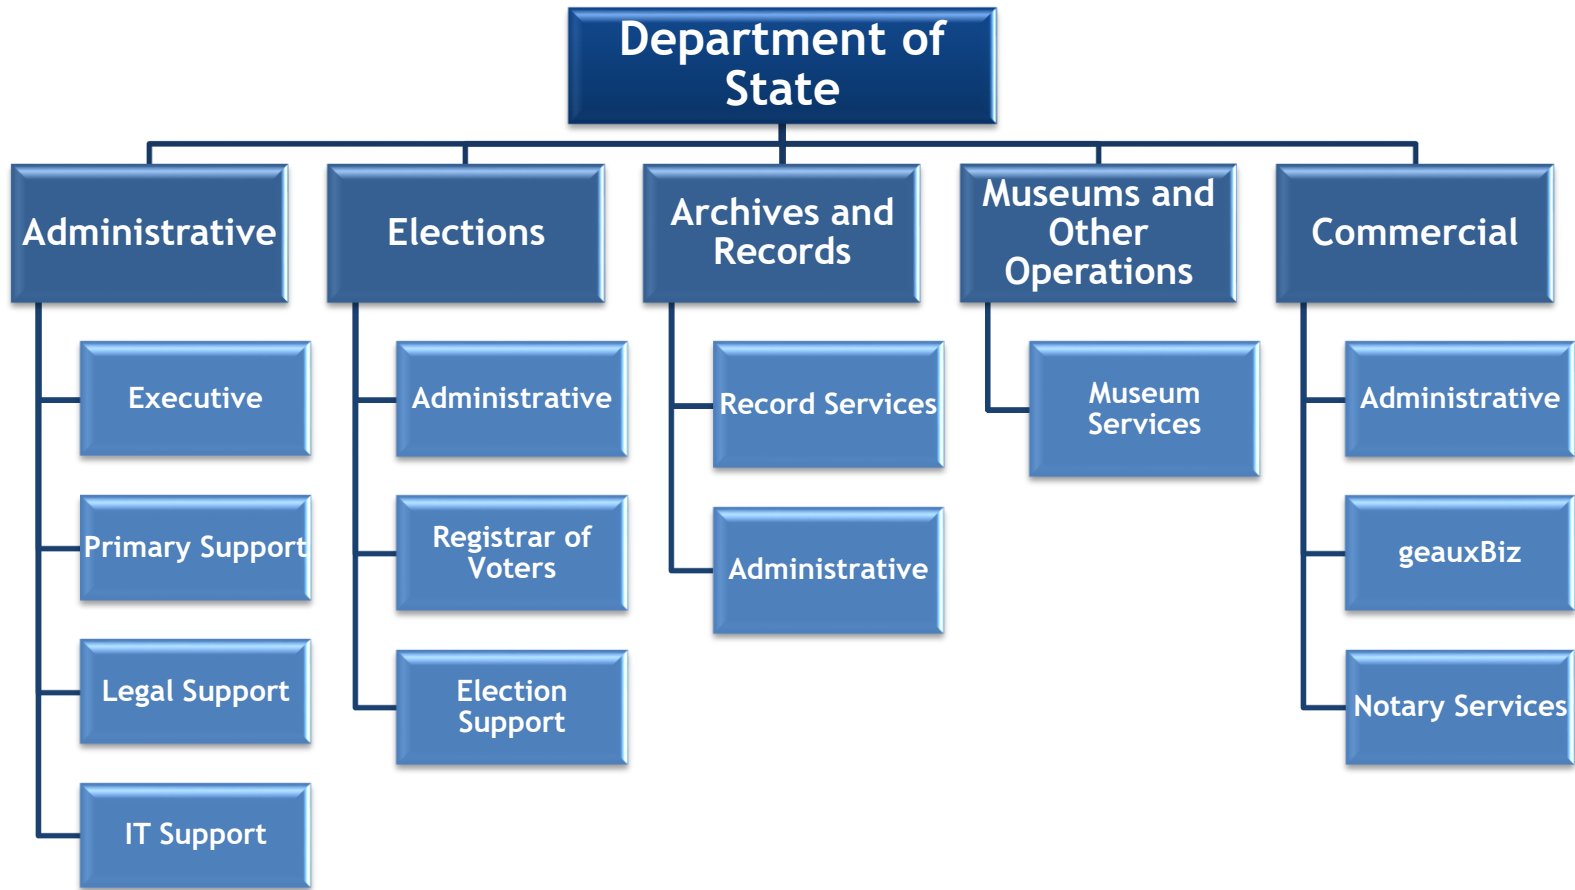 Department of
State
Administrative
Elections
Archives and
Records
Museums and
Other
Operations
Commercial
Executive
Primary Support
Legal Support
IT Support
Administrative
Registrar of
Voters
Election
Support
Record Services
Administrative
Museum
Services
Administrative
geauxBiz
Notary Services